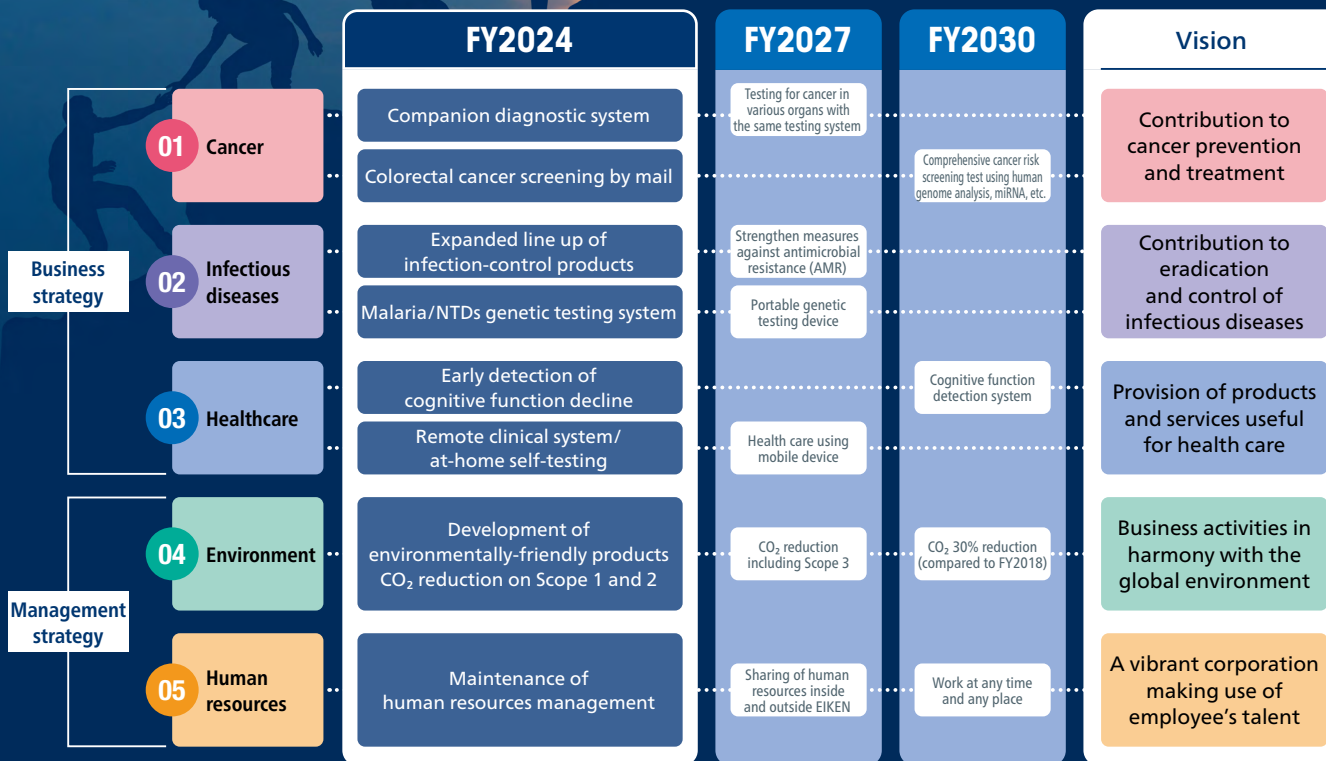 FY2024
FY2027
FY2030
Vision
Business
strategy
01
Cancer
Companion diagnostic system
Testing for cancer in
various organs with
the same testing system
Colorectal cancer screening by mail
Comprehensive cancer risk
screening test using human
genome analysis, miRNA, etc.
Contribution to
cancer prevention
and treatment
02
Infectious
diseases
Expanded line up of
infection-control products
Strengthen measures
against antimicrobial
resistance (AMR)
Malaria/NTDs genetic testing system
Portable genetic
testing device
Contribution to
eradication
and control of
infectious diseases
03
Healthcare
Early detection of
cognitive function decline
Cognitive function
detection system
Remote clinical system/
at-home self-testing
Health care using
mobile device
Provision of products
and services useful
for health care
Management
strategy
04
Environment
Development of
environmentally-friendly products
CO₂ reduction on Scope 1 and 2
CO₂ reduction
including Scope 3
CO₂ 30% reduction
(compared to FY2018)
Business activities in
harmony with the
global environment
05
Human
resources
Maintenance of
human resources management
Sharing of human
resources inside
and outside EIKEN
Work at any time
and any place
A vibrant corporation
making use of
employee's talent